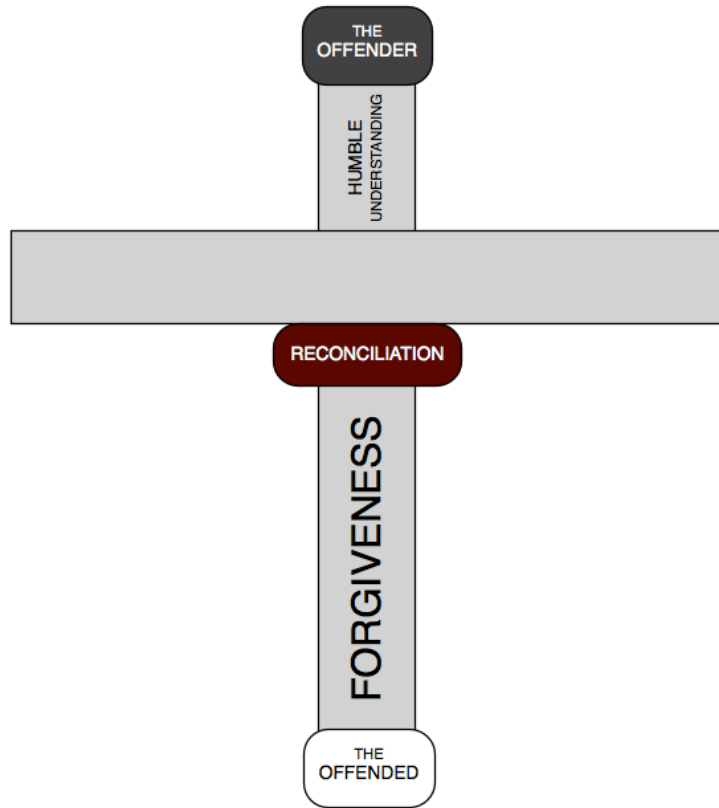 THE
OFFENDER
HUMBLE
UNDERSTANDING
RECONCILIATION
FORGIVENESS
THE
OFFENDED